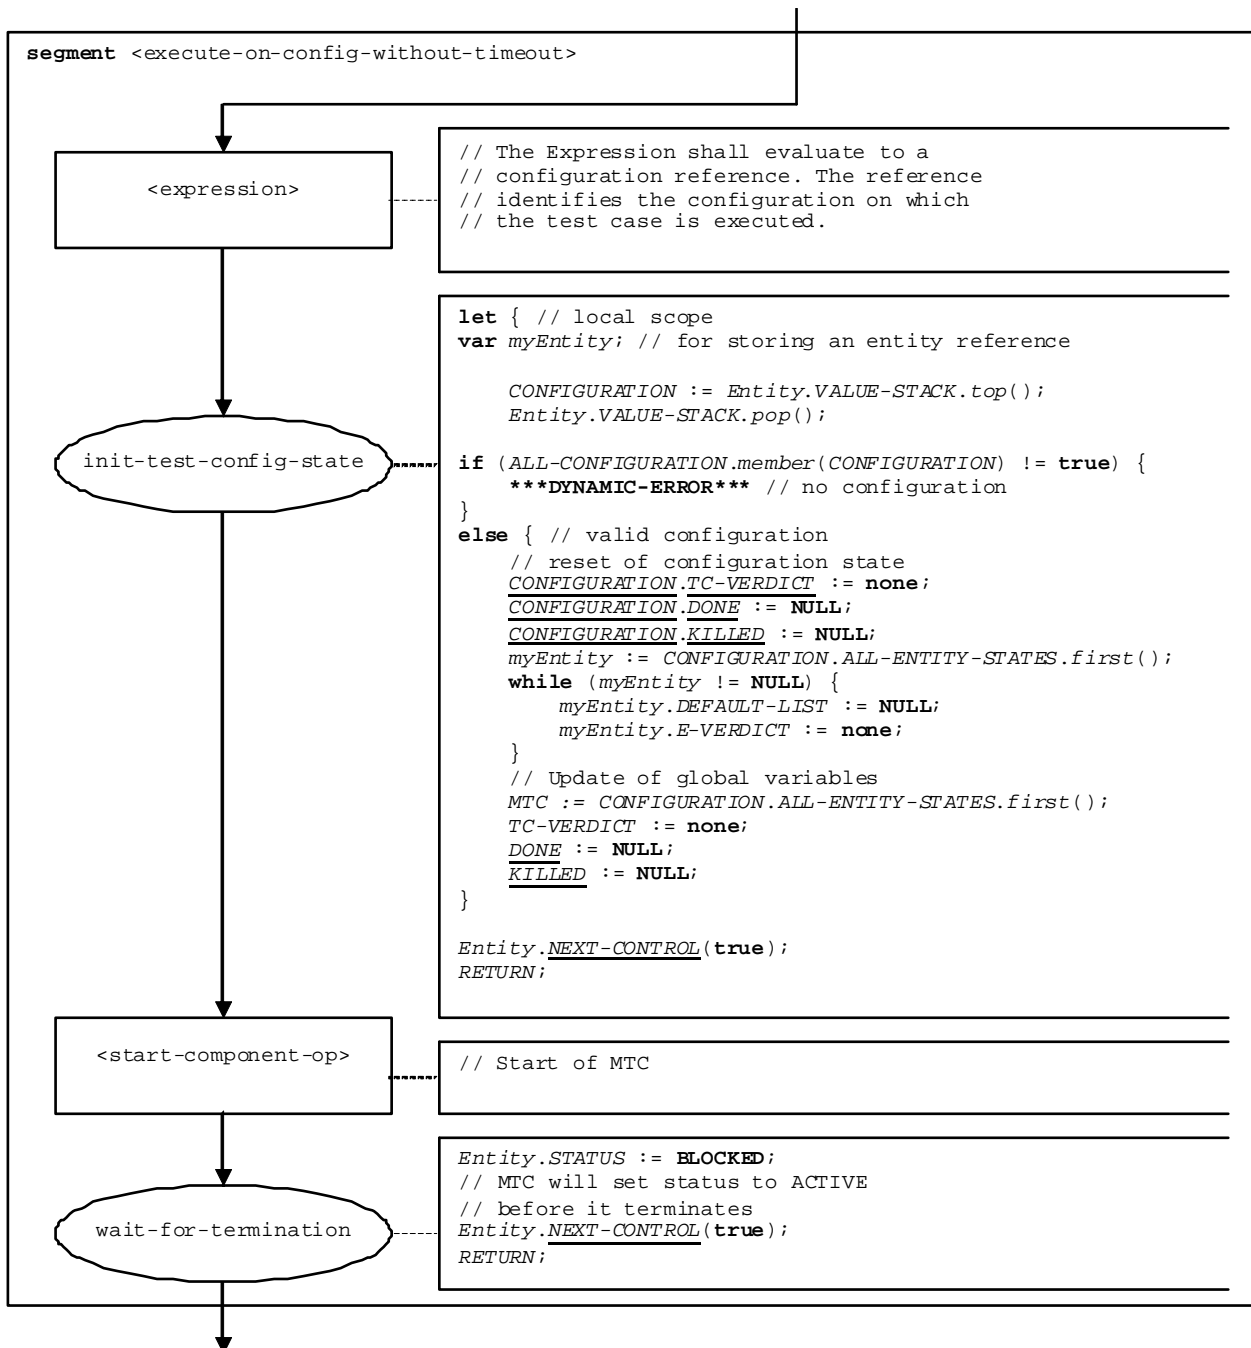 segment <execute-on-config-without-timeout>
<expression>
// The Expression shall evaluate to a
// configuration reference. The reference
// identifies the configuration on which
// the test case is executed.
init-test-config-state
let { // local scope
var myEntity; // for storing an entity reference
CONFIGURATION := Entity.VALUE-STACK.top();
Entity.VALUE-STACK.pop();
if (ALL-CONFIGURATION.member(CONFIGURATION) != true) {
***DYNAMIC-ERROR*** // no configuration
}
else { // valid configuration
// reset of configuration state
CONFIGURATION.TC-VERDICT := none;
CONFIGURATION.DONE := NULL;
CONFIGURATION.KILLED := NULL;
myEntity := CONFIGURATION.ALL-ENTITY-STATES.first();
while (myEntity != NULL) {
myEntity.DEFAULT-LIST := NULL;
myEntity.E-VERDICT := none;
}
// Update of global variables
MTC := CONFIGURATION.ALL-ENTITY-STATES.first();
TC-VERDICT := none;
DONE := NULL;
KILLED := NULL;
}
Entity.NEXT-CONTROL(true);
RETURN;
<start-component-op>
// Start of MTC
wait-for-termination
Entity.STATUS := BLOCKED;
// MTC will set status to ACTIVE
// before it terminates
Entity.NEXT-CONTROL(true);
RETURN;